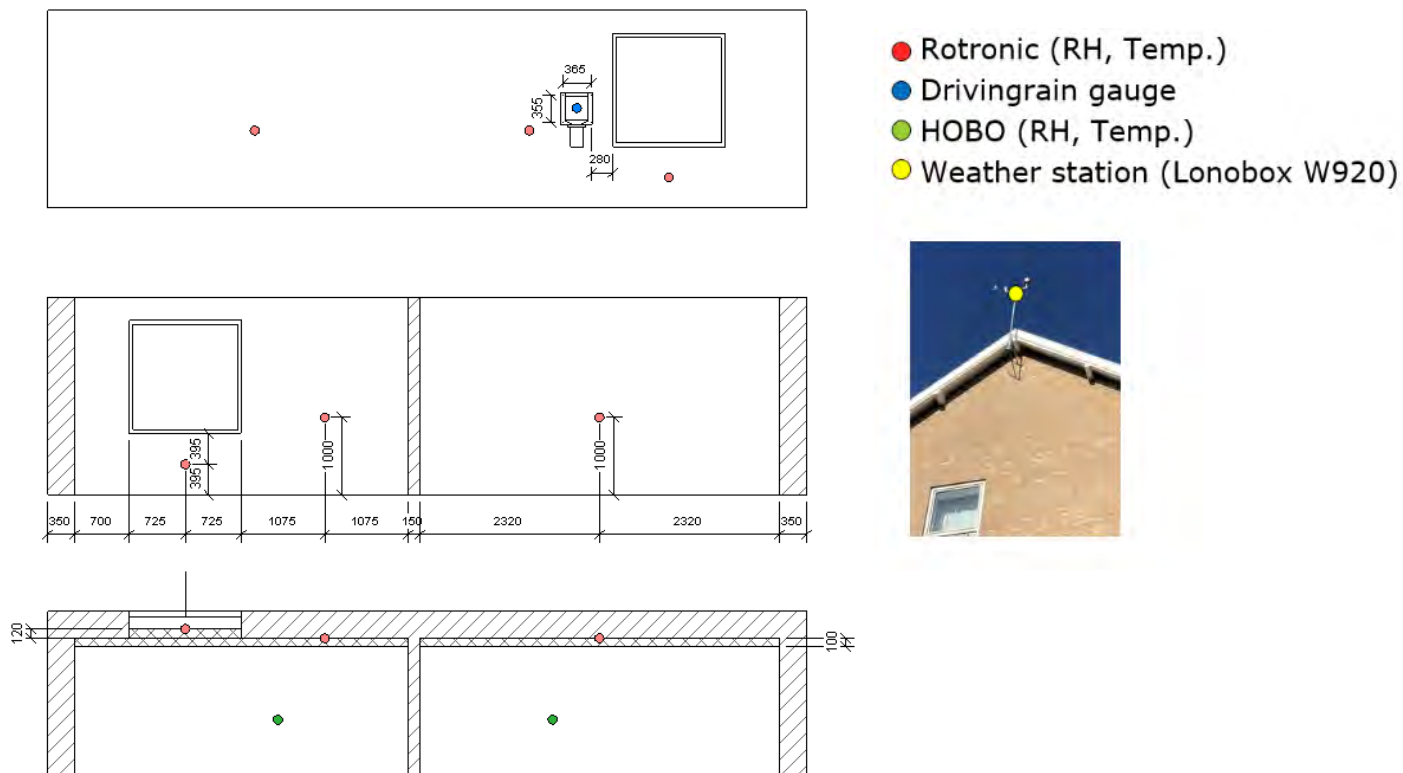 365
355
280
Rotronic (RH, Temp.)
Drivingrain gauge
HOBO (RH, Temp.)
Weather station (Lonobox W920)
395
395
1000
1000
350 700 725 725 1075 1075 150 2320 2320 350
120
100